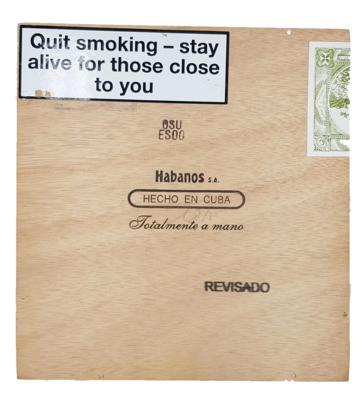 Quit smoking – stay
alive for those close
to you
OSU
ES00
Habanos S.A.
HECHO EN CUBA
Totalmente a mano
REVISADO